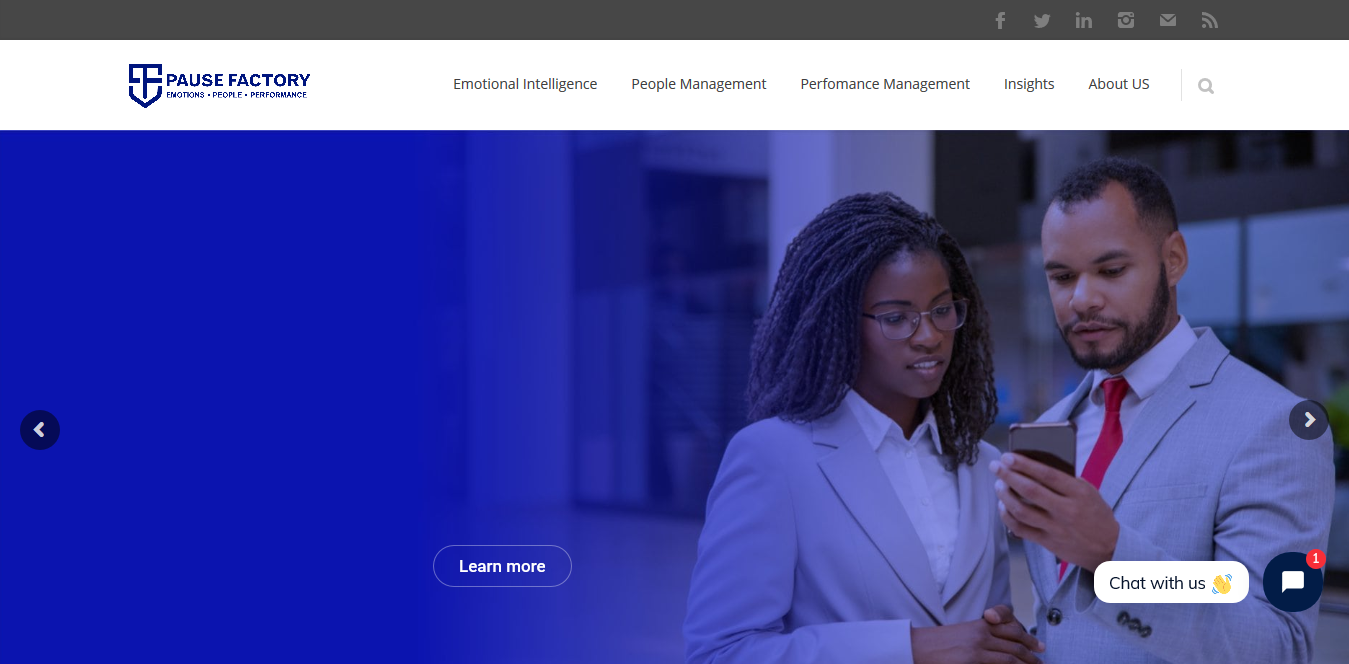 PAUSE FACTORY
EMOTIONS • PEOPLE • PERFORMANCE
Emotional Intelligence
People Management
Perfomance Management
Insights
About US
Learn more
Chat with us 👋
1